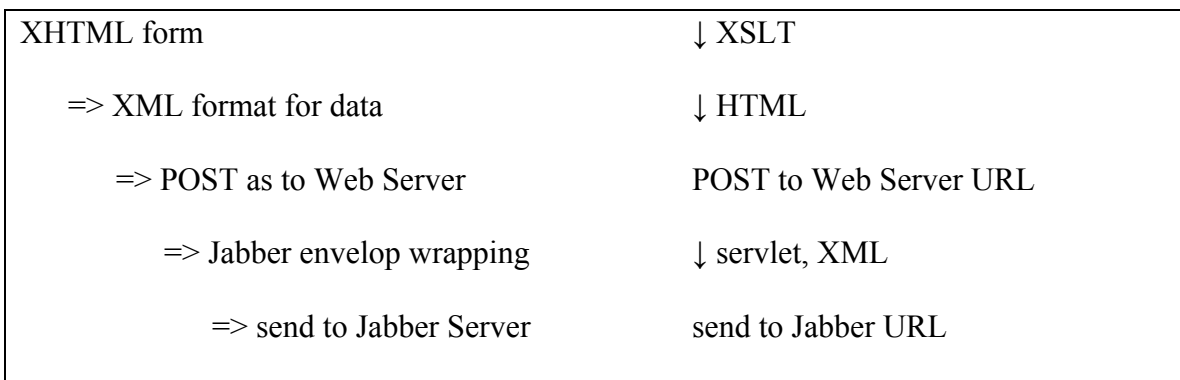 XHTML form ↓ XSLT
=> XML format for data ↓ HTML
=> POST as to Web Server POST to Web Server URL
=> Jabber envelop wrapping ↓ servlet, XML
=> send to Jabber Server send to Jabber URL